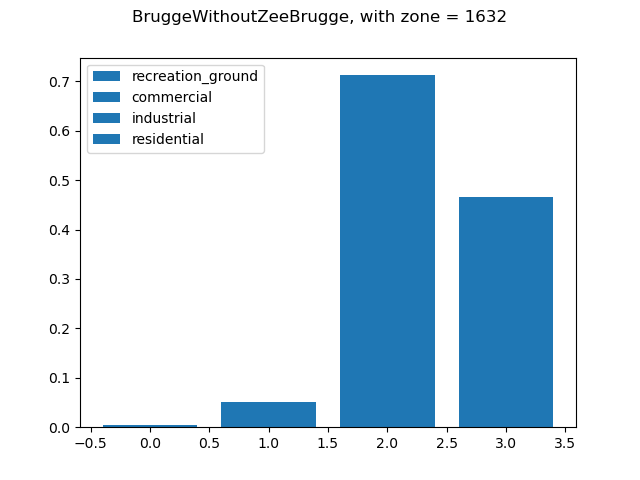 BruggeWithoutZeeBrugge, with zone = 1632
recreation_ground
commercial
industrial
residential
0.7
0.6
0.5
0.4
0.3
0.2
0.1
0.0
−0.5 0.0 0.5 1.0 1.5 2.0 2.5 3.0 3.5